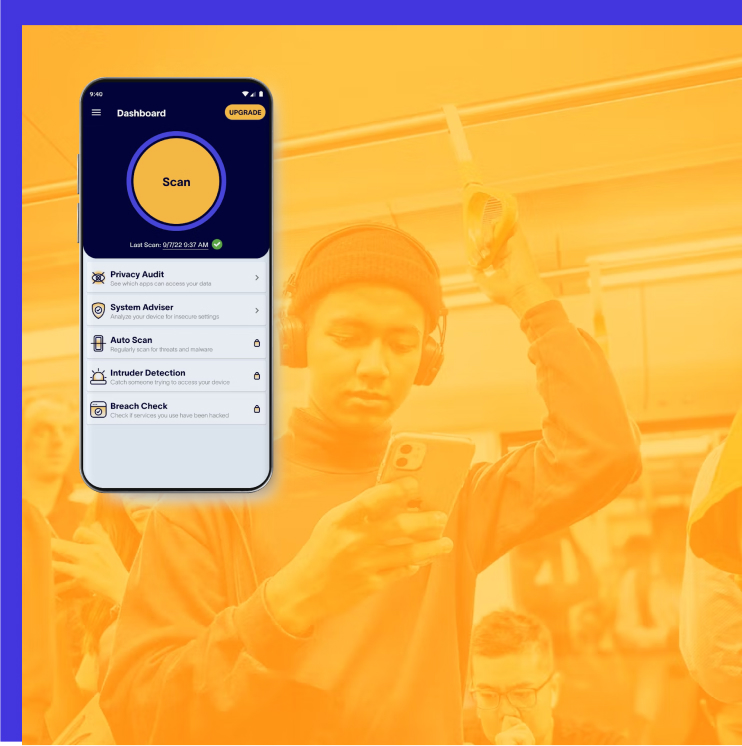 9:40
Dashboard
UPGRADE
Scan
Last Scan: 9/7/22 9:37 AM
Privacy Audit
See which apps can access your data
System Adviser
Analyze your device for insecure settings
Auto Scan
Regularly scan for threats and malware
Intruder Detection
Catch someone trying to access your device
Breach Check
Check if services you use have been hacked